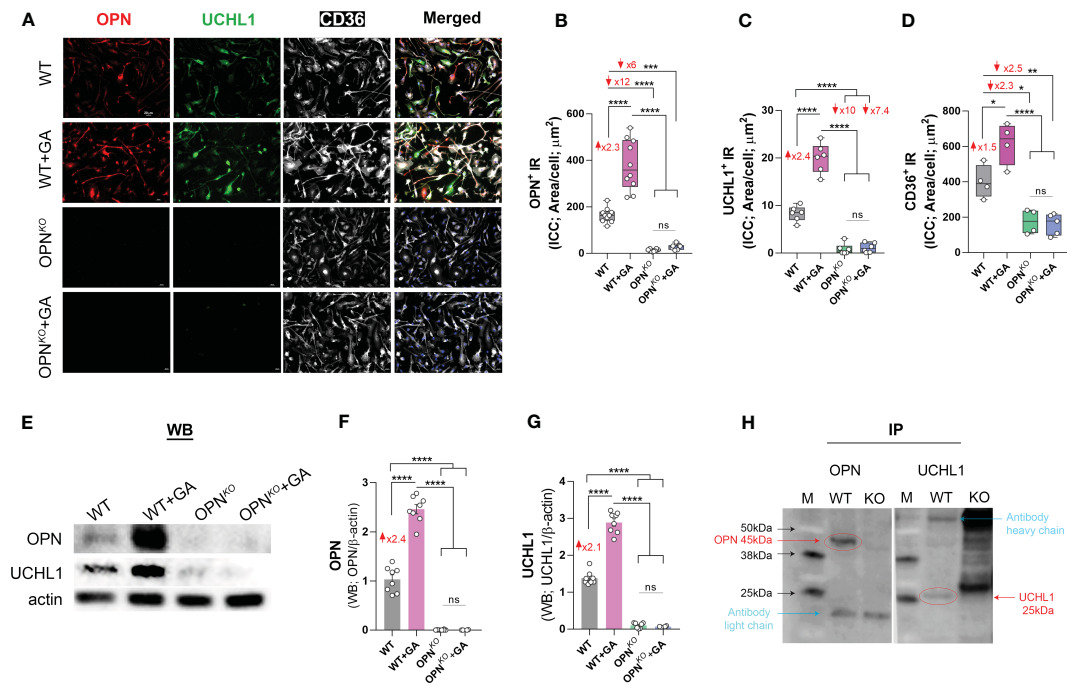 A
OPN
UCHL1
CD36
Merged
WT
WT+GA
OPNᴷᴼ
OPNᴷᴼ+GA
B
x6 ***
x12 ****
**** ****
x2.3
ns
600
400
200
0
OPN⁺ IR
(ICC; Area/cell; μm²)
WT
WT+GA
OPNᴷᴼ
OPNᴷᴼ+GA
C
****
x10 x7.4
**** ****
x2.4
ns
30
20
10
0
UCHL1⁺ IR
(ICC; Area/cell; μm²)
WT
WT+GA
OPNᴷᴼ
OPNᴷᴼ+GA
D
x2.5 **
x2.3 *
* ****
x1.5
ns
800
600
400
200
0
CD36⁺ IR
(ICC; Area/cell; μm²)
WT
WT+GA
OPNᴷᴼ
OPNᴷᴼ+GA
E
WB
WT
WT+GA
OPNᴷᴼ
OPNᴷᴼ+GA
OPN
UCHL1
actin
F
****
**** ****
x2.4
ns
3
2
1
0
OPN
(WB; OPN/β-actin)
WT
WT+GA
OPNᴷᴼ
OPNᴷᴼ+GA
G
****
**** ****
x2.1
ns
4
3
2
1
0
UCHL1
(WB; UCHL1/β-actin)
WT
WT+GA
OPNᴷᴼ
OPNᴷᴼ+GA
H
IP
OPN UCHL1
M WT KO M WT KO
50kDa
OPN 45kDa
38kDa
25kDa
Antibody
light chain
Antibody
heavy chain
UCHL1
25kDa